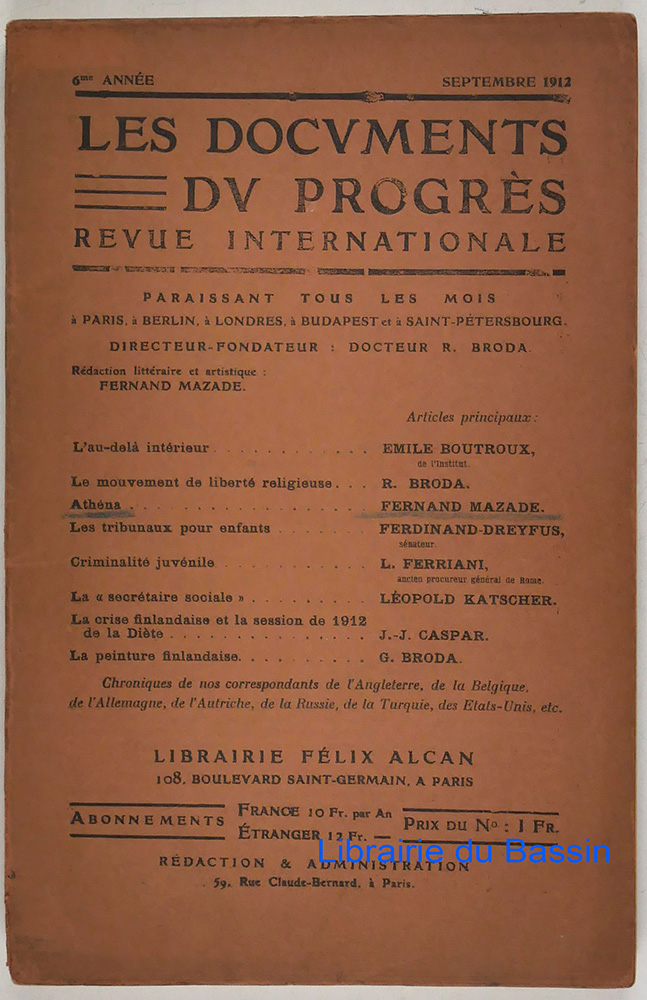 6me ANNÉE SEPTEMBRE 1912
LES DOCVMENTS
DV PROGRÈS
REVUE INTERNATIONALE
PARAISSANT TOUS LES MOIS
à PARIS, à BERLIN, à LONDRES, à BUDAPEST et à SAINT-PÉTERSBOURG.
DIRECTEUR-FONDATEUR : DOCTEUR R. BRODA.
Rédaction littéraire et artistique :
FERNAND MAZADE.
Articles principaux :
L'au-delà intérieur . . . . . . . . . . . . EMILE BOUTROUX,
de l'Institut.
Le mouvement de liberté religieuse. . . R. BRODA.
Athéna . . . . . . . . . . . . . . . . . FERNAND MAZADE.
Les tribunaux pour enfants . . . . . . . FERDINAND-DREYFUS,
sénateur.
Criminalité juvénile . . . . . . . . . . . L. FERRIANI,
ancien procureur général de Rome.
La « secrétaire sociale » . . . . . . . . . LÉOPOLD KATSCHER.
La crise finlandaise et la session de 1912
de la Diète . . . . . . . . . . . . . . . J.-J. CASPAR.
La peinture finlandaise. . . . . . . . . . G. BRODA.
Chroniques de nos correspondants de l'Angleterre, de la Belgique,
de l'Allemagne, de l'Autriche, de la Russie, de la Turquie, des Etats-Unis, etc.
LIBRAIRIE FÉLIX ALCAN
108, BOULEVARD SAINT-GERMAIN, A PARIS
ABONNEMENTS FRANCE 10 Fr. par An
ÉTRANGER 12 Fr. — PRIX DU No : 1 FR.
Librairie du Bassin
RÉDACTION & ADMINISTRATION
59, Rue Claude-Bernard, à Paris.